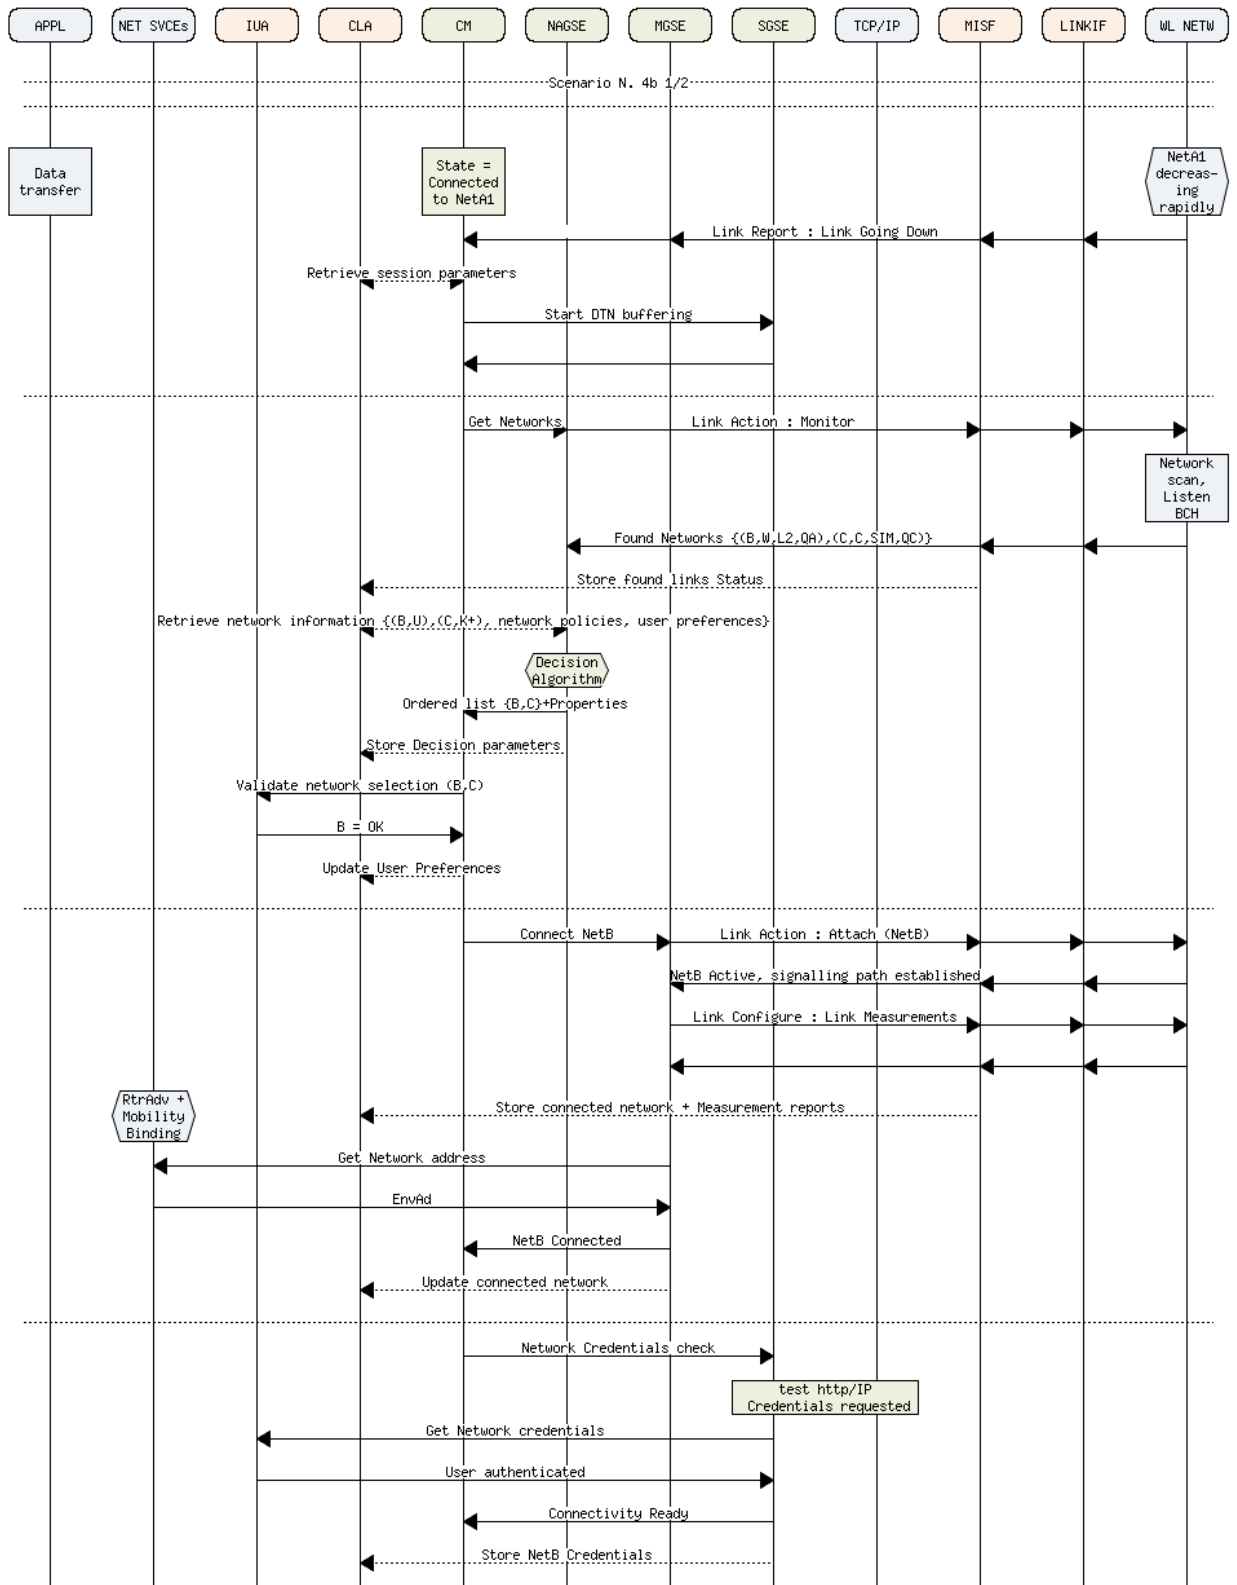 APPL NET SVCEs IUA CLA CM NAGSE MGSE SGSE TCP/IP MISF LINKIF WL NETW
Scenario N. 4b 1/2
Data
transfer
State =
Connected
to NetA1
NetA1
decreas-
ing
rapidly
Link Report : Link Going Down
Retrieve session parameters
Start DTN buffering
Get Networks
Link Action : Monitor
Network
scan,
Listen
BCH
Found Networks {(B,W,L2,QA),(C,C,SIM,QC)}
Store found links Status
Retrieve network information {(B,U),(C,K+), network policies, user preferences}
Decision
Algorithm
Ordered list {B,C}+Properties
Store Decision parameters
Validate network selection (B,C)
B = OK
Update User Preferences
Connect NetB
Link Action : Attach (NetB)
NetB Active, signalling path established
Link Configure : Link Measurements
RtrAdv +
Mobility
Binding
Store connected network + Measurement reports
Get Network address
EnvAd
NetB Connected
Update connected network
Network Credentials check
test http/IP
Credentials requested
Get Network credentials
User authenticated
Connectivity Ready
Store NetB Credentials